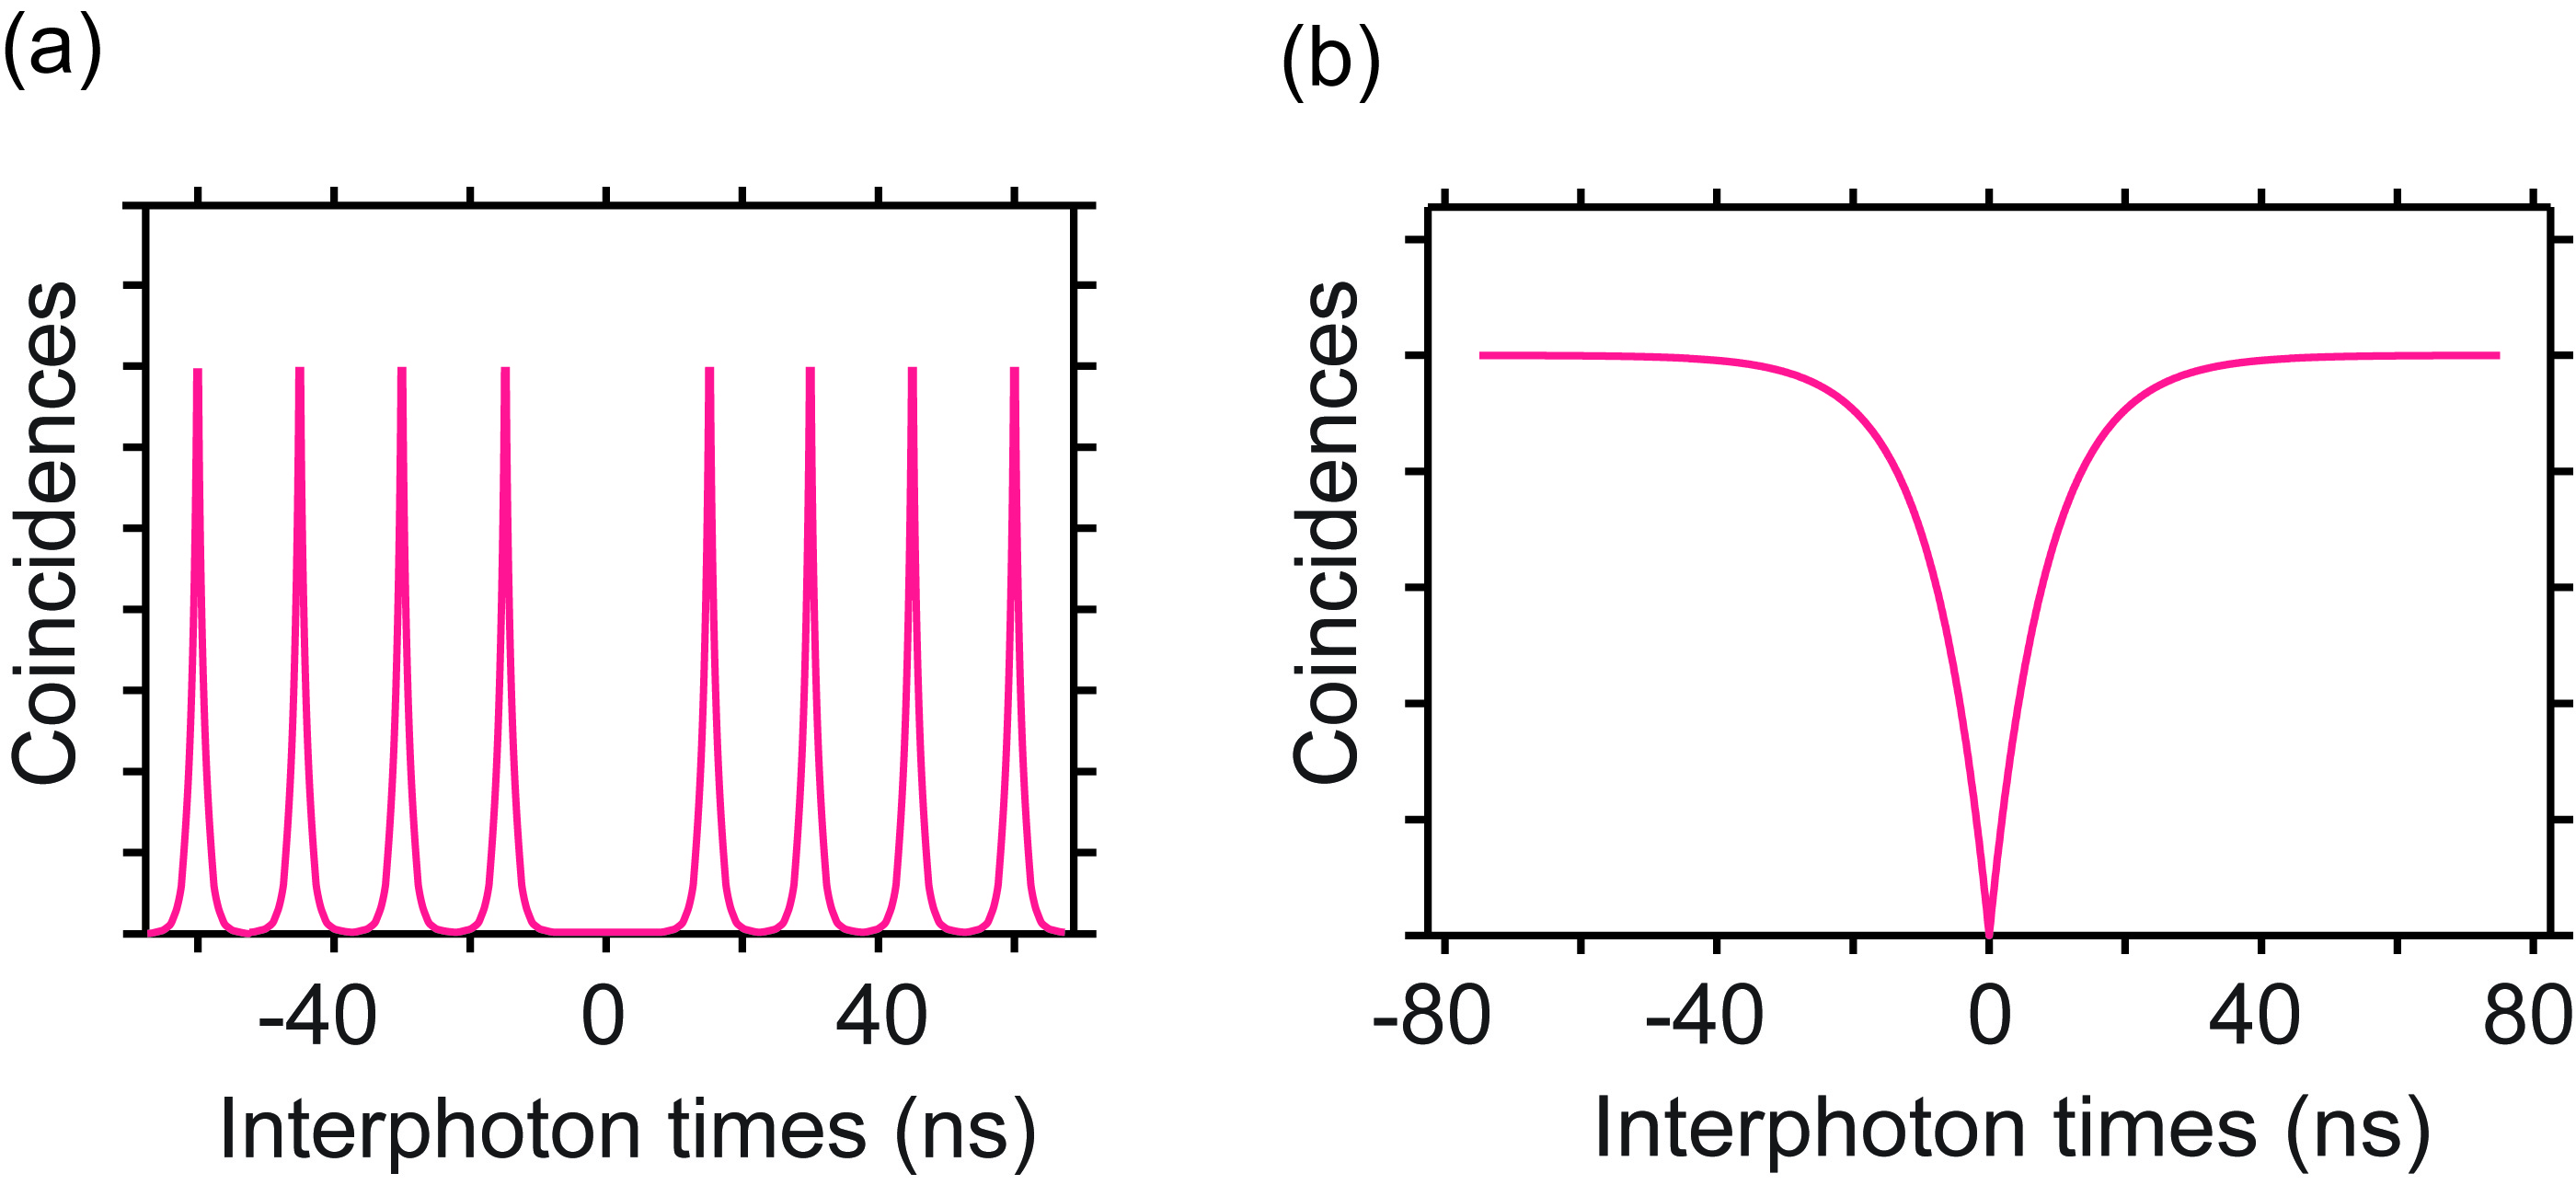 (a)
Coincidences
-40 0 40
Interphoton times (ns)
(b)
Coincidences
-80 -40 0 40 80
Interphoton times (ns)